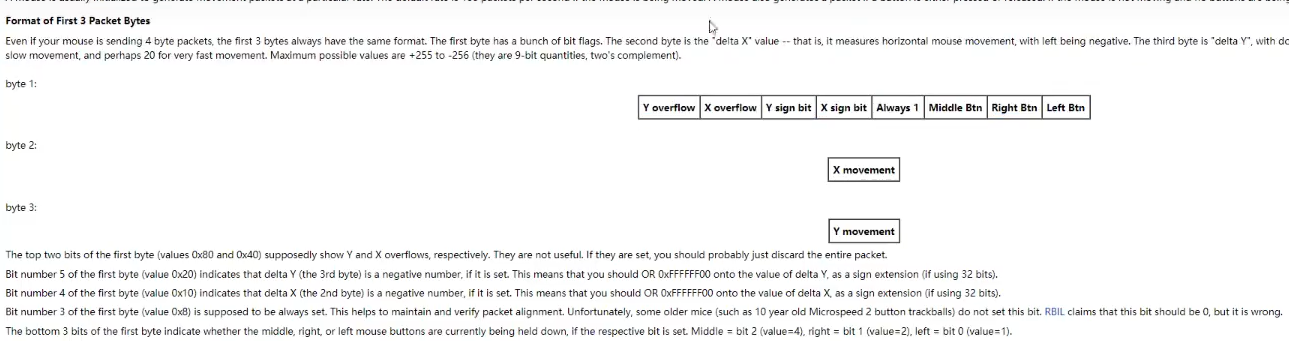 Format of First 3 Packet Bytes
Even if your mouse is sending 4 byte packets, the first 3 bytes always have the same format. The first byte has a bunch of bit flags. The second byte is the "delta X" value -- that is, it measures horizontal mouse movement, with left being negative. The third byte is "delta Y", with do
slow movement, and perhaps 20 for very fast movement. Maximum possible values are +255 to -256 (they are 9-bit quantities, two's complement).
byte 1:
Y overflow X overflow Y sign bit X sign bit Always 1 Middle Btn Right Btn Left Btn
byte 2:
X movement
byte 3:
Y movement
The top two bits of the first byte (values 0x80 and 0x40) supposedly show Y and X overflows, respectively. They are not useful. If they are set, you should probably just discard the entire packet.
Bit number 5 of the first byte (value 0x20) indicates that delta Y (the 3rd byte) is a negative number, if it is set. This means that you should OR 0xFFFFFF00 onto the value of delta Y, as a sign extension (if using 32 bits).
Bit number 4 of the first byte (value 0x10) indicates that delta X (the 2nd byte) is a negative number, if it is set. This means that you should OR 0xFFFFFF00 onto the value of delta X, as a sign extension (if using 32 bits).
Bit number 3 of the first byte (value 0x8) is supposed to be always set. This helps to maintain and verify packet alignment. Unfortunately, some older mice (such as 10 year old Microspeed 2 button trackballs) do not set this bit. RBIL claims that this bit should be 0, but it is wrong.
The bottom 3 bits of the first byte indicate whether the middle, right, or left mouse buttons are currently being held down, if the respective bit is set. Middle = bit 2 (value=4), right = bit 1 (value=2), left = bit 0 (value=1).